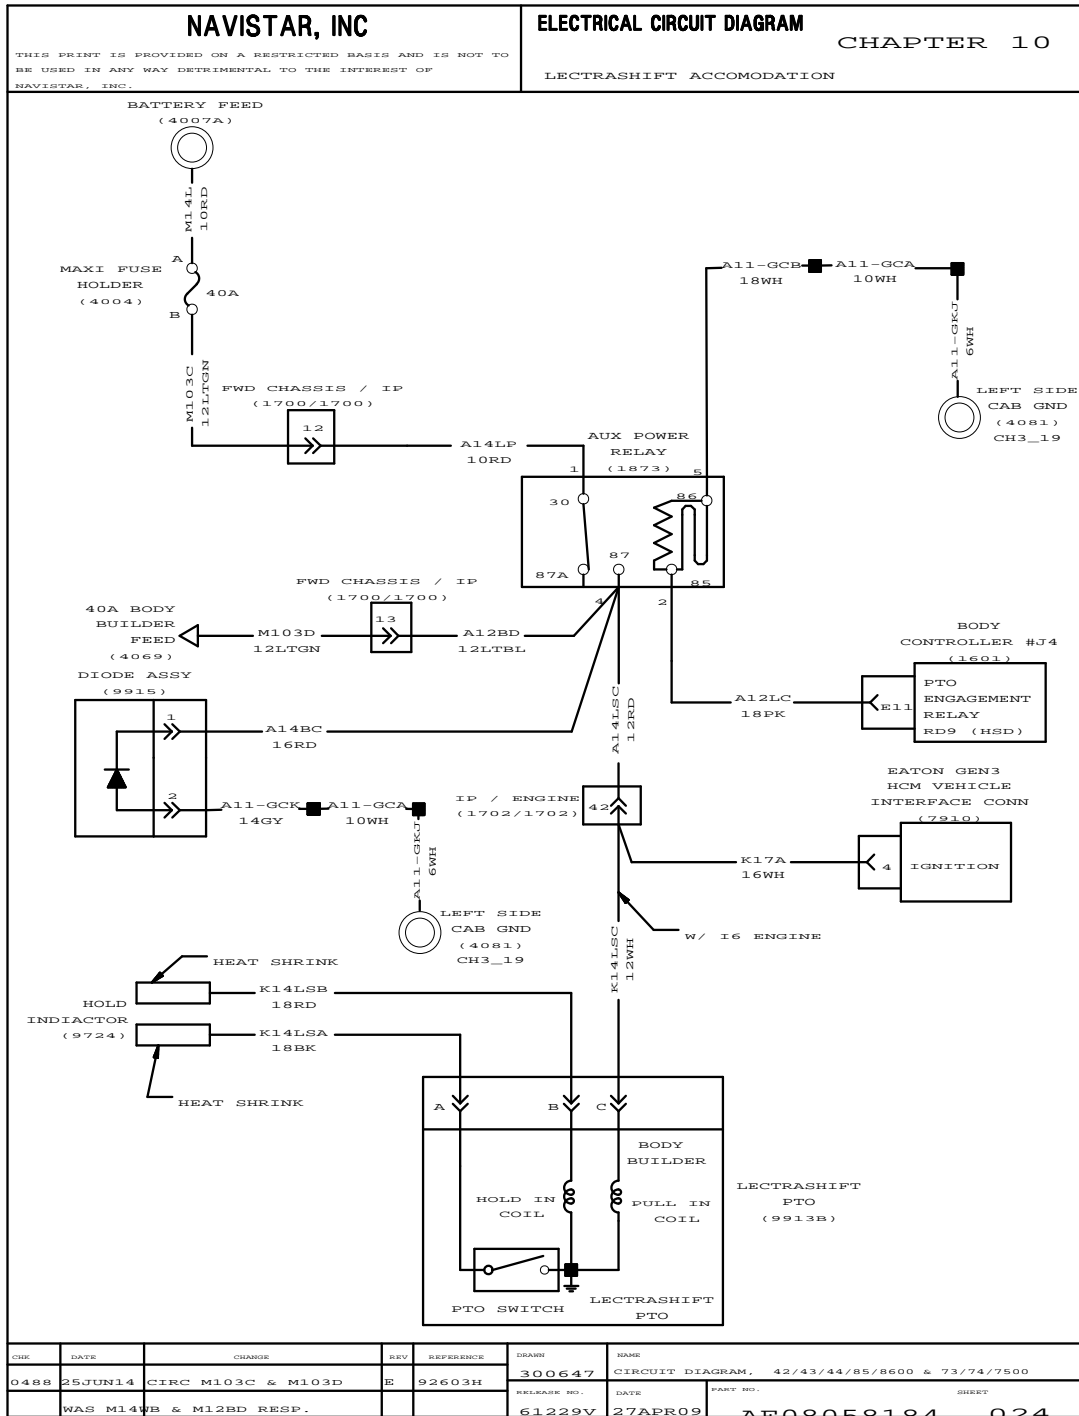 NAVISTAR, INC
THIS PRINT IS PROVIDED ON A RESTRICTED BASIS AND IS NOT TO
BE USED IN ANY WAY DETRIMENTAL TO THE INTEREST OF
NAVISTAR, INC.
ELECTRICAL CIRCUIT DIAGRAM
CHAPTER 10
LECTRASHIFT ACCOMODATION
BATTERY FEED
(4007A)
M14L
10RD
A
MAXI FUSE
HOLDER
(4004)
40A
B
M103C
12LTGN
A11-GCB
18WH
A11-GCA
10WH
A11-GKJ
6WH
LEFT SIDE
CAB GND
(4081)
CH3_19
FWD CHASSIS / IP
(1700/1700)
12
A14LP
10RD
AUX POWER
RELAY
(1873)
1
5
30
86
87
87A
85
4
2
FWD CHASSIS / IP
(1700/1700)
13
40A BODY
BUILDER
FEED
(4069)
M103D
12LTGN
A12BD
12LTBL
BODY
CONTROLLER #J4
(1601)
A12LC
18PK
E11
PTO
ENGAGEMENT
RELAY
RD9 (HSD)
DIODE ASSY
(9915)
1
A14BC
16RD
2
A11-GCK
14GY
A11-GCA
10WH
A11-GKJ
6WH
LEFT SIDE
CAB GND
(4081)
CH3_19
A14LSC
12RD
IP / ENGINE
(1702/1702)
42
EATON GEN3
HCM VEHICLE
INTERFACE CONN
(7910)
K17A
16WH
4
IGNITION
W/ I6 ENGINE
K14LSC
12WH
HEAT SHRINK
K14LSB
18RD
HOLD
INDIACTOR
(9724)
K14LSA
18BK
HEAT SHRINK
A
B
C
BODY
BUILDER
HOLD IN
COIL
PULL IN
COIL
LECTRASHIFT
PTO
(9913B)
PTO SWITCH
LECTRASHIFT
PTO
CHK
DATE
CHANGE
REV
REFERENCE
DRAWN
NAME
0488
25JUN14
CIRC M103C & M103D
E
92603H
300647
CIRCUIT DIAGRAM, 42/43/44/85/8600 & 73/74/7500
WAS M14WB & M12BD RESP.
RELEASE NO.
DATE
PART NO.
SHEET
61229V
27APR09
AF08058184
024